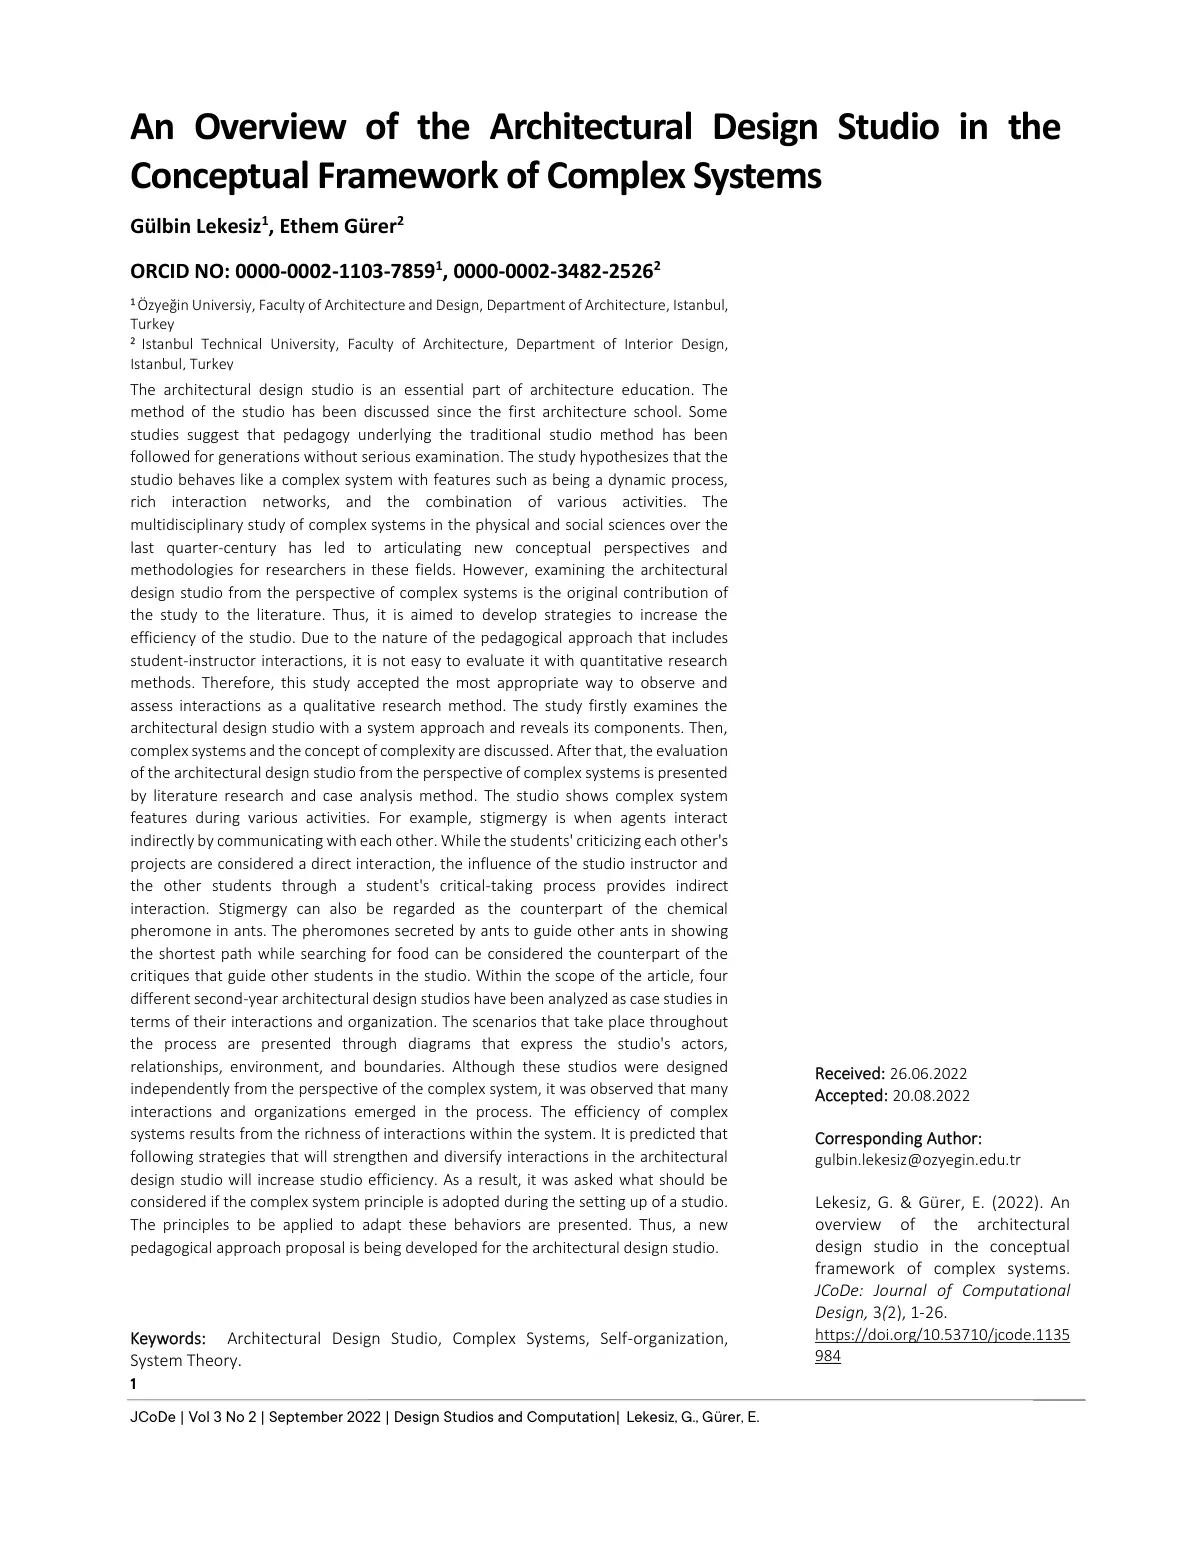 An Overview of the Architectural Design Studio in the
Conceptual Framework of Complex Systems
Gülbin Lekesiz¹, Ethem Gürer²
ORCID NO: 0000-0002-1103-7859¹, 0000-0002-3482-2526²
¹ Özyeğin Universiy, Faculty of Architecture and Design, Department of Architecture, Istanbul,
Turkey
² Istanbul Technical University, Faculty of Architecture, Department of Interior Design,
Istanbul, Turkey
The architectural design studio is an essential part of architecture education. The
method of the studio has been discussed since the first architecture school. Some
studies suggest that pedagogy underlying the traditional studio method has been
followed for generations without serious examination. The study hypothesizes that the
studio behaves like a complex system with features such as being a dynamic process,
rich interaction networks, and the combination of various activities. The
multidisciplinary study of complex systems in the physical and social sciences over the
last quarter-century has led to articulating new conceptual perspectives and
methodologies for researchers in these fields. However, examining the architectural
design studio from the perspective of complex systems is the original contribution of
the study to the literature. Thus, it is aimed to develop strategies to increase the
efficiency of the studio. Due to the nature of the pedagogical approach that includes
student-instructor interactions, it is not easy to evaluate it with quantitative research
methods. Therefore, this study accepted the most appropriate way to observe and
assess interactions as a qualitative research method. The study firstly examines the
architectural design studio with a system approach and reveals its components. Then,
complex systems and the concept of complexity are discussed. After that, the evaluation
of the architectural design studio from the perspective of complex systems is presented
by literature research and case analysis method. The studio shows complex system
features during various activities. For example, stigmergy is when agents interact
indirectly by communicating with each other. While the students' criticizing each other's
projects are considered a direct interaction, the influence of the studio instructor and
the other students through a student's critical-taking process provides indirect
interaction. Stigmergy can also be regarded as the counterpart of the chemical
pheromone in ants. The pheromones secreted by ants to guide other ants in showing
the shortest path while searching for food can be considered the counterpart of the
critiques that guide other students in the studio. Within the scope of the article, four
different second-year architectural design studios have been analyzed as case studies in
terms of their interactions and organization. The scenarios that take place throughout
the process are presented through diagrams that express the studio's actors,
relationships, environment, and boundaries. Although these studios were designed
independently from the perspective of the complex system, it was observed that many
interactions and organizations emerged in the process. The efficiency of complex
systems results from the richness of interactions within the system. It is predicted that
following strategies that will strengthen and diversify interactions in the architectural
design studio will increase studio efficiency. As a result, it was asked what should be
considered if the complex system principle is adopted during the setting up of a studio.
The principles to be applied to adapt these behaviors are presented. Thus, a new
pedagogical approach proposal is being developed for the architectural design studio.
Keywords: Architectural Design Studio, Complex Systems, Self-organization,
System Theory.
Received: 26.06.2022
Accepted: 20.08.2022
Corresponding Author:
gulbin.lekesiz@ozyegin.edu.tr
Lekesiz, G. & Gürer, E. (2022). An
overview of the architectural
design studio in the conceptual
framework of complex systems.
JCoDe: Journal of Computational
Design, 3(2), 1-26.
https://doi.org/10.53710/jcode.1135
984
1
JCoDe | Vol 3 No 2 | September 2022 | Design Studios and Computation| Lekesiz, G., Gürer, E.